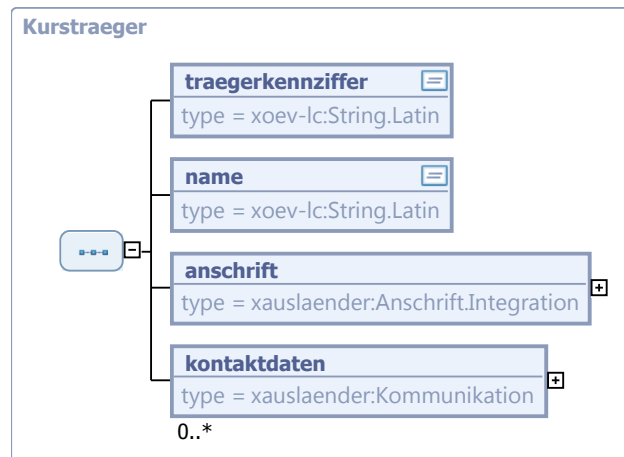 Kurstraeger
traegerkennziffer
type = xoev-lc:String.Latin
name
type = xoev-lc:String.Latin
anschrift
type = xauslaender:Anschrift.Integration
kontaktdaten
type = xauslaender:Kommunikation
0..*